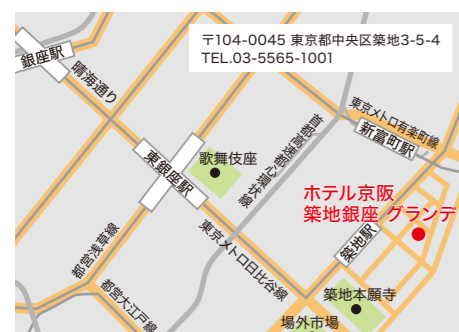 〒104-0045 東京都中央区築地3-5-4
TEL.03-5565-1001
銀座駅
晴海通り
東京メトロ有楽町線
新富町駅
首都高速都心環状線
歌舞伎座
東銀座駅
ホテル京阪
築地銀座 グランデ
築地駅
東京メトロ日比谷線
都営浅草線
都営大江戸線
築地本願寺
場外市場